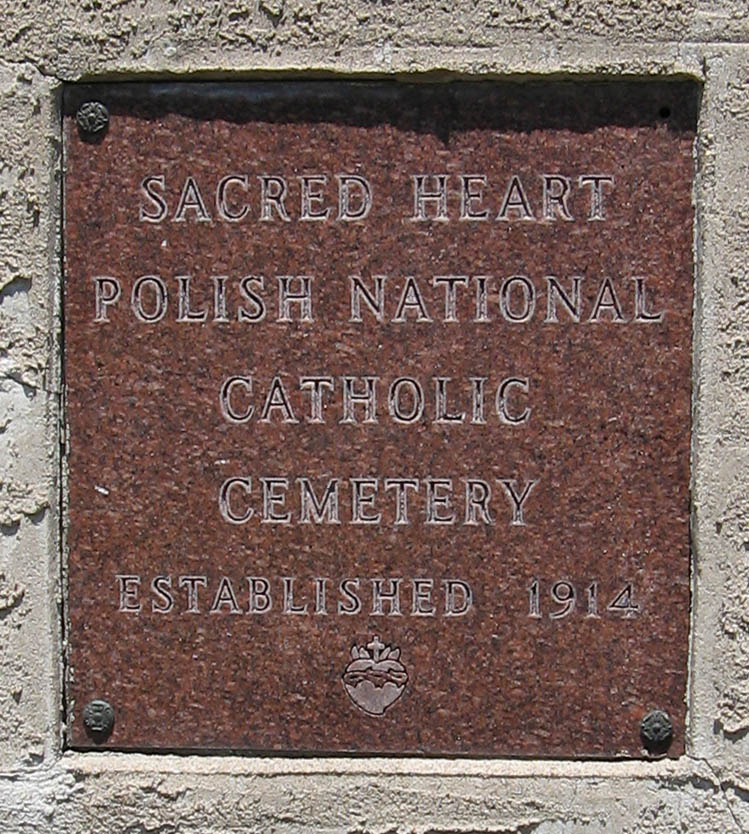 SACRED HEART
POLISH NATIONAL
CATHOLIC
CEMETERY
ESTABLISHED 1914